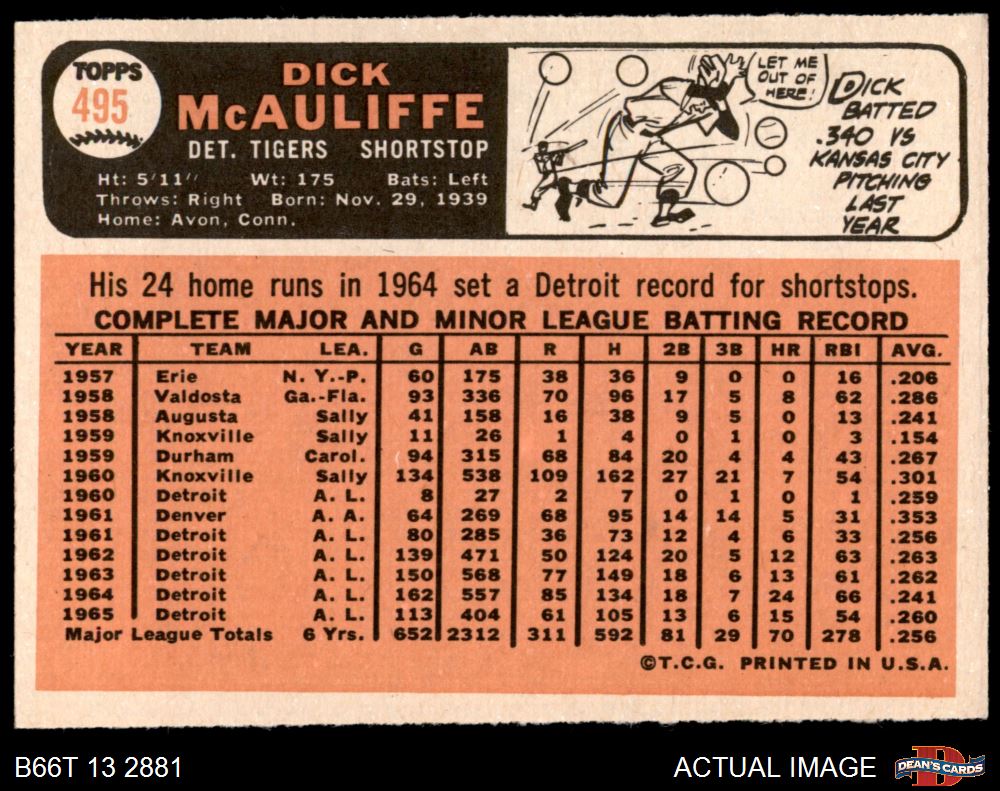 TOPPS
495
DICK
McAULIFFE
DET. TIGERS SHORTSTOP
Ht: 5'11" Wt: 175 Bats: Left
Throws: Right Born: Nov. 29, 1939
Home: Avon, Conn.
LET ME
OUT OF
HERE!
DICK
BATTED
.340 VS
KANSAS CITY
PITCHING
LAST
YEAR
His 24 home runs in 1964 set a Detroit record for shortstops.
COMPLETE MAJOR AND MINOR LEAGUE BATTING RECORD
YEAR TEAM LEA. G AB R H 2B 3B HR RBI AVG.
1957 Erie N. Y.-P. 60 175 38 36 9 0 0 16 .206
1958 Valdosta Ga.-Fla. 93 336 70 96 17 5 8 62 .286
1958 Augusta Sally 41 158 16 38 9 5 0 13 .241
1959 Knoxville Sally 11 26 1 4 0 1 0 3 .154
1959 Durham Carol. 94 315 68 84 20 4 4 43 .267
1960 Knoxville Sally 134 538 109 162 27 21 7 54 .301
1960 Detroit A. L. 8 27 2 7 0 1 0 1 .259
1961 Denver A. A. 64 269 68 95 14 14 5 31 .353
1961 Detroit A. L. 80 285 36 73 12 4 6 33 .256
1962 Detroit A. L. 139 471 50 124 20 5 12 63 .263
1963 Detroit A. L. 150 568 77 149 18 6 13 61 .262
1964 Detroit A. L. 162 557 85 134 18 7 24 66 .241
1965 Detroit A. L. 113 404 61 105 13 6 15 54 .260
Major League Totals 6 Yrs. 652 2312 311 592 81 29 70 278 .256
©T.C.G. PRINTED IN U.S.A.
B66T 13 2881
ACTUAL IMAGE
DEAN'S CARDS